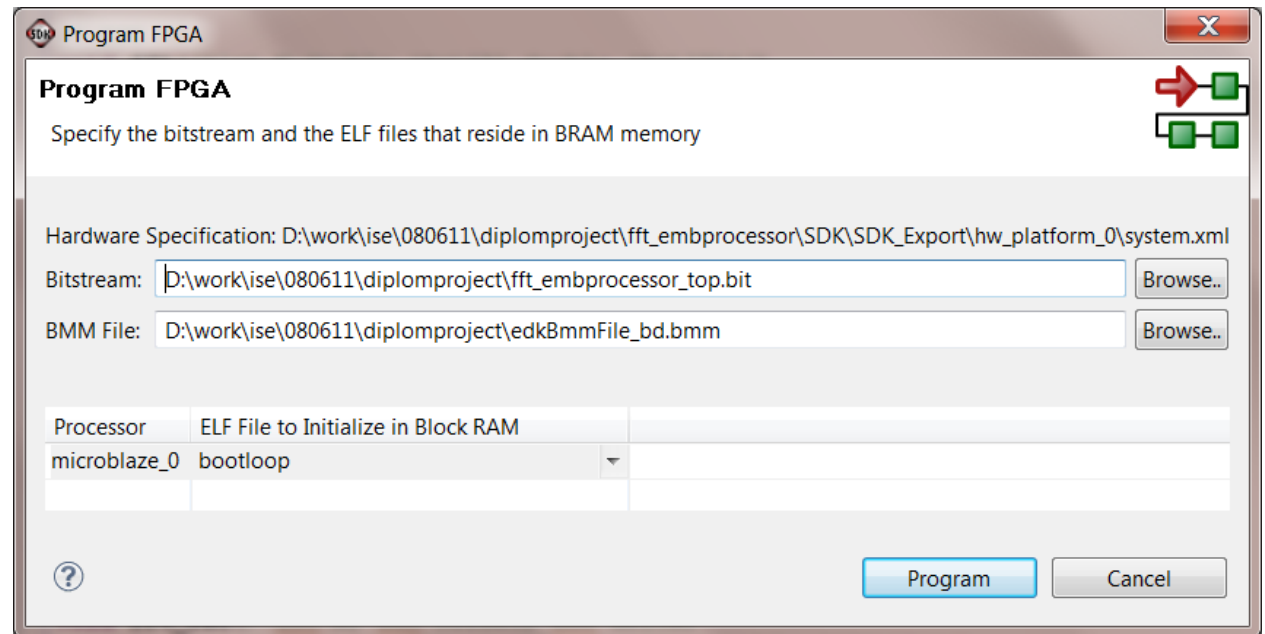 SDK Program FPGA
X
Program FPGA
Specify the bitstream and the ELF files that reside in BRAM memory
Hardware Specification: D:\work\ise\080611\diplomproject\fft_embprocessor\SDK\SDK_Export\hw_platform_0\system.xml
Bitstream: D:\work\ise\080611\diplomproject\fft_embprocessor_top.bit Browse..
BMM File: D:\work\ise\080611\diplomproject\edkBmmFile_bd.bmm Browse..
Processor ELF File to Initialize in Block RAM
microblaze_0 bootloop
? Program Cancel